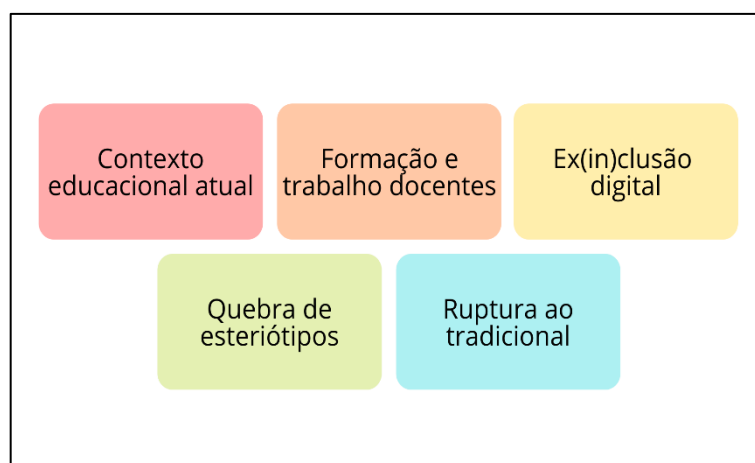 Contexto
educacional atual
Formação e
trabalho docentes
Ex(in)clusão
digital
Quebra de
esteriótipos
Ruptura ao
tradicional